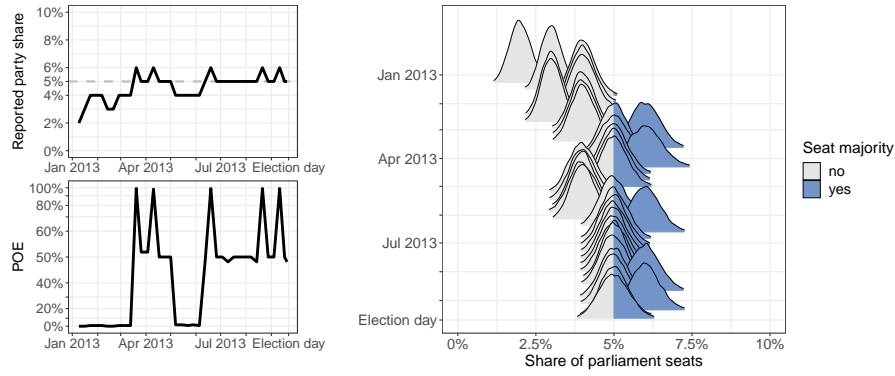 Reported party share
10%
8%
6%
5%
4%
2%
0%
Jan 2013 Apr 2013 Jul 2013 Election day
POE
100%
80%
50%
20%
0%
Jan 2013 Apr 2013 Jul 2013 Election day
Jan 2013
Apr 2013
Jul 2013
Election day
0% 2.5% 5% 7.5% 10%
Share of parliament seats
Seat majority
no
yes